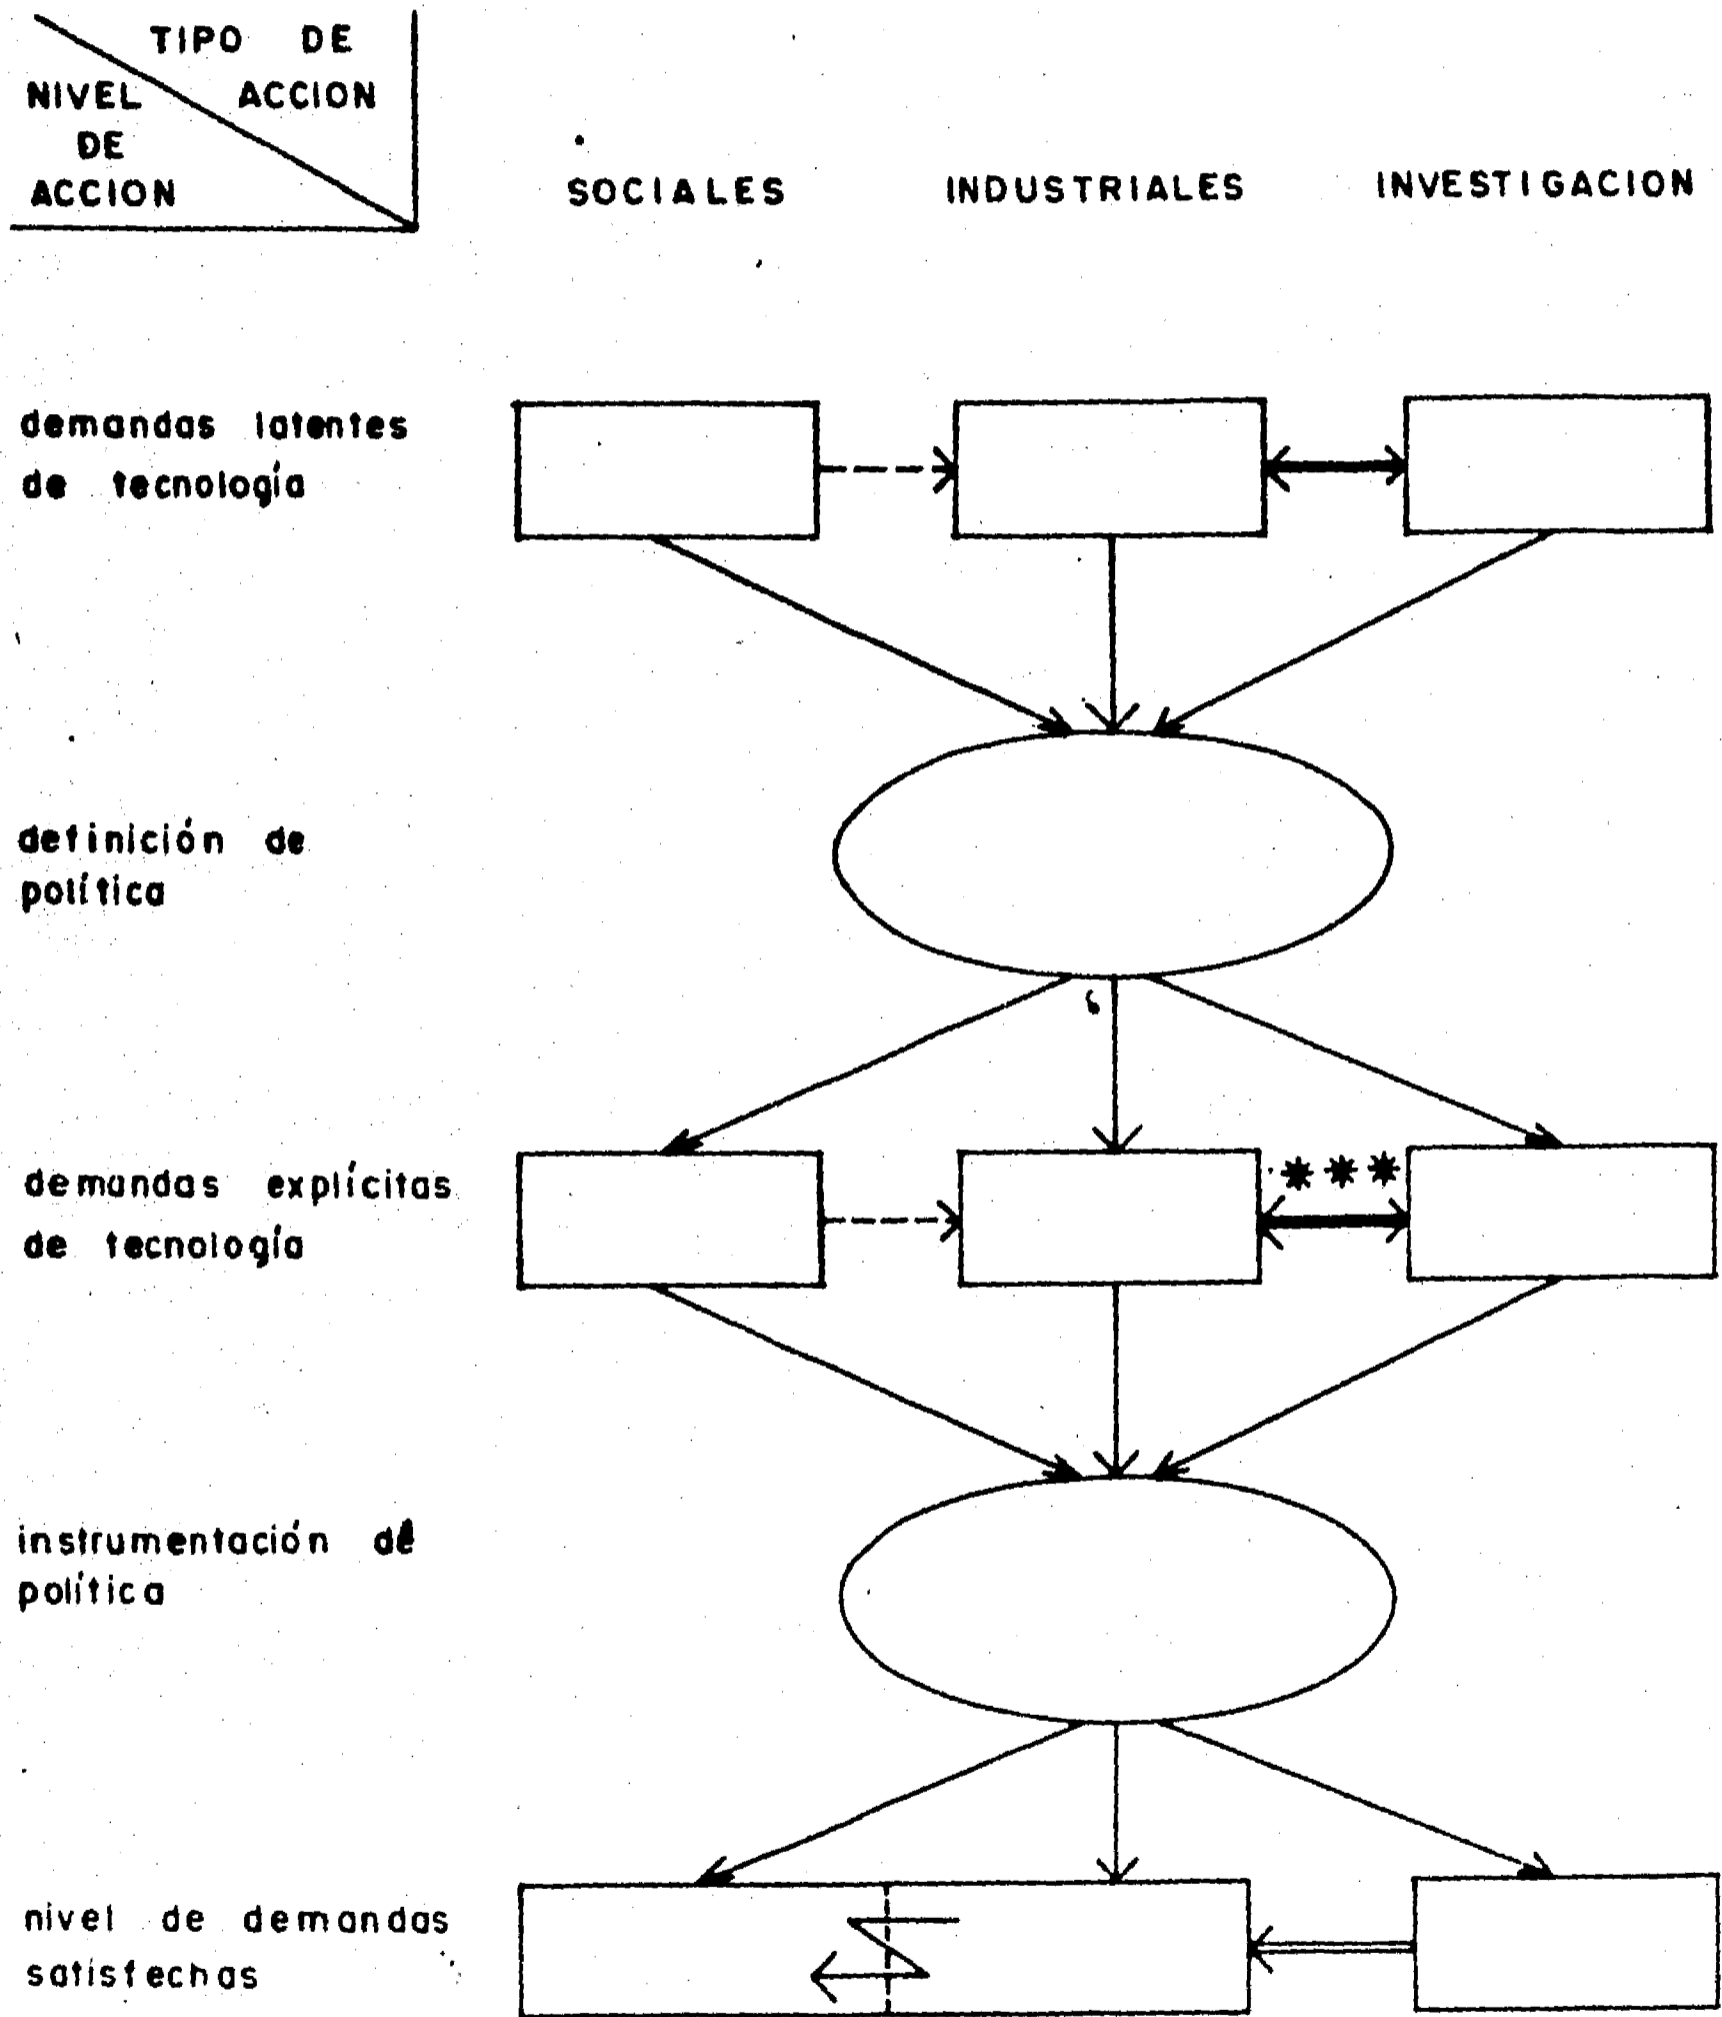 TIPO DE
ACCION
NIVEL
DE
ACCION
SOCIALES INDUSTRIALES INVESTIGACION
demandas latentes
de tecnología
definición de
política
demandas explícitas
de tecnología
***
instrumentación de
política
nivel de demandas
satisfechas